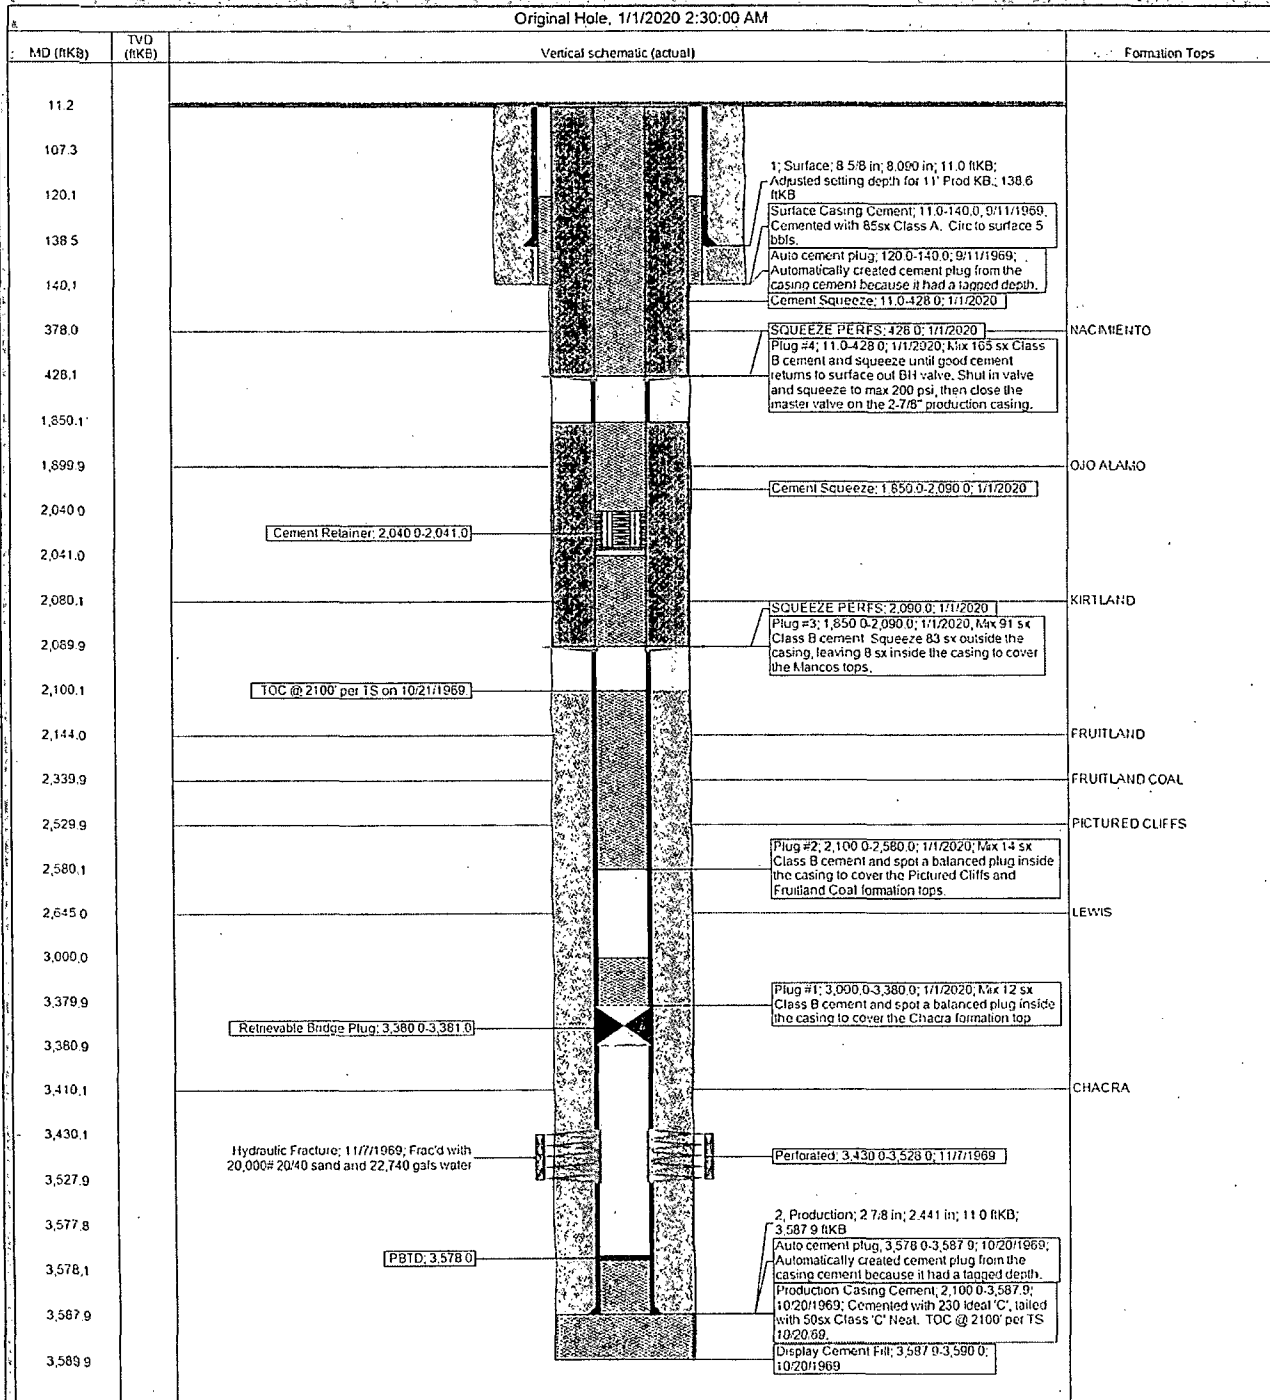 Original Hole, 1/1/2020 2:30:00 AM
MD (ftKB)
TVD
(ftKB)
Vertical schematic (actual)
Formation Tops
11.2
107.3
120.1
138.5
140.1
378.0
428.1
1,850.1
1,899.9
2,040.9
2,041.0
2,080.1
2,089.9
2,100.1
2,144.0
2,339.9
2,529.9
2,580.1
2,645.0
3,000.0
3,379.9
3,380.9
3,410.1
3,430.1
3,527.9
3,577.8
3,578.1
3,587.9
3,589.9
Cement Retainer; 2,040.0-2,041.0
TOC @ 2100' per TS on 10/21/1969
Retrievable Bridge Plug; 3,380.0-3,381.0
Hydraulic Fracture; 11/7/1969; Frac'd with
20,000# 20/40 sand and 22,740 gals water
PBTD; 3,578.0
1; Surface; 8 5/8 in; 8.090 in; 11.0 ftKB;
Adjusted setting depth for 11' Prod KB.; 138.6
ftKB
Surface Casing Cement; 11.0-140.0; 9/11/1969;
Cemented with 85sx Class A. Circ to surface 5
bbls.
Auto cement plug; 120.0-140.0; 9/11/1969;
Automatically created cement plug from the
casing cement because it had a tagged depth.
Cement Squeeze; 11.0-428.0; 1/1/2020
SQUEEZE PERFS; 428.0; 1/1/2020
Plug #4; 11.0-428.0; 1/1/2020; Mix 165 sx Class
B cement and squeeze until good cement
returns to surface out BH valve. Shut in valve
and squeeze to max 200 psi, then close the
master valve on the 2-7/8" production casing.
Cement Squeeze; 1,850.0-2,090.0; 1/1/2020
SQUEEZE PERFS; 2,090.0; 1/1/2020
Plug #3; 1,850.0-2,090.0; 1/1/2020; Mix 91 sx
Class B cement. Squeeze 83 sx outside the
casing, leaving 8 sx inside the casing to cover
the Mancos tops.
Plug #2; 2,100.0-2,580.0; 1/1/2020; Mix 14 sx
Class B cement and spot a balanced plug inside
the casing to cover the Pictured Cliffs and
Fruitland Coal formation tops.
Plug #1; 3,000.0-3,380.0; 1/1/2020; Mix 12 sx
Class B cement and spot a balanced plug inside
the casing to cover the Chacra formation top
Perforated; 3,430.0-3,528.0; 11/7/1969
2; Production; 2 7/8 in; 2.441 in; 11.0 ftKB;
3,587.9 ftKB
Auto cement plug; 3,578.0-3,587.9; 10/20/1969;
Automatically created cement plug from the
casing cement because it had a tagged depth.
Production Casing Cement; 2,100.0-3,587.9;
10/20/1969; Cemented with 230 Ideal 'C', tailed
with 50sx Class 'C' Neat. TOC @ 2100' per TS
10/20.69.
Display Cement Fill; 3,587.9-3,590.0;
10/20/1969
NACIMIENTO
OJO ALAMO
KIRTLAND
FRUITLAND
FRUITLAND COAL
PICTURED CLIFFS
LEWIS
CHACRA